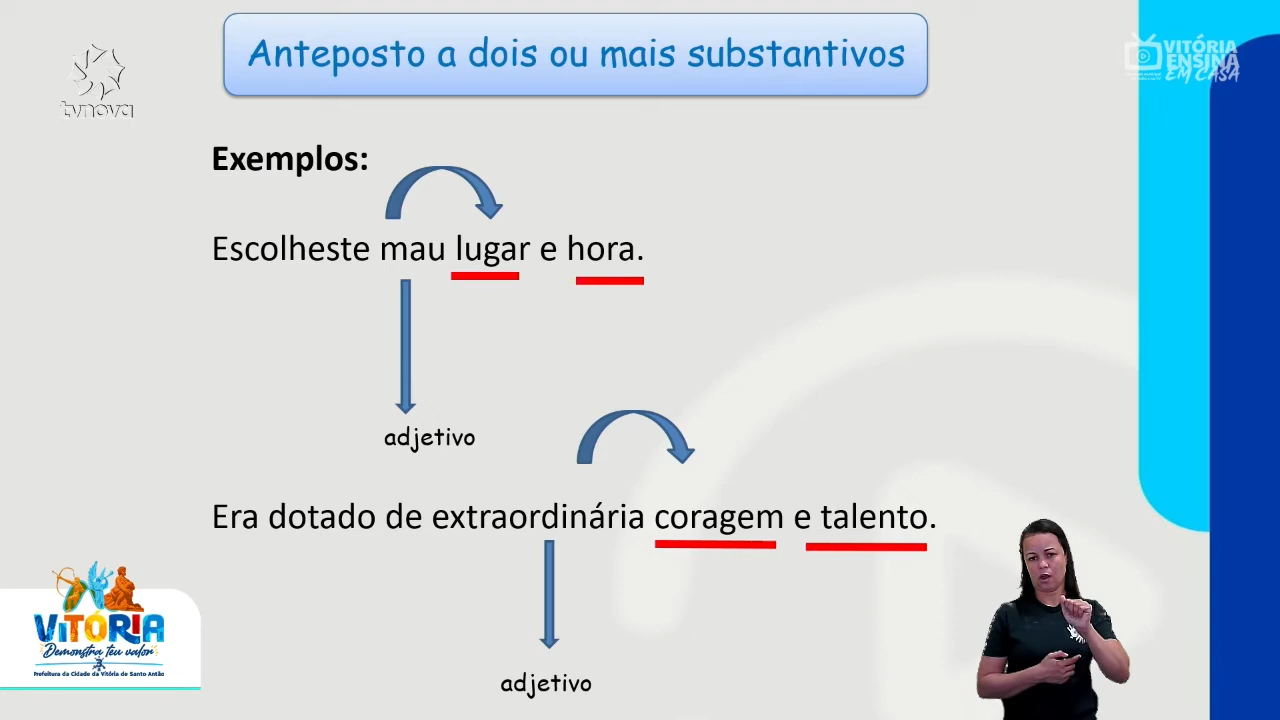 Anteposto a dois ou mais substantivos
tvnova
VITÓRIA
ENSINA
EM CASA
Exemplos:
Escolheste mau lugar e hora.
adjetivo
Era dotado de extraordinária coragem e talento.
adjetivo
VITÓRIA
Demonstra teu valor
Prefeitura da Cidade da Vitória de Santo Antão